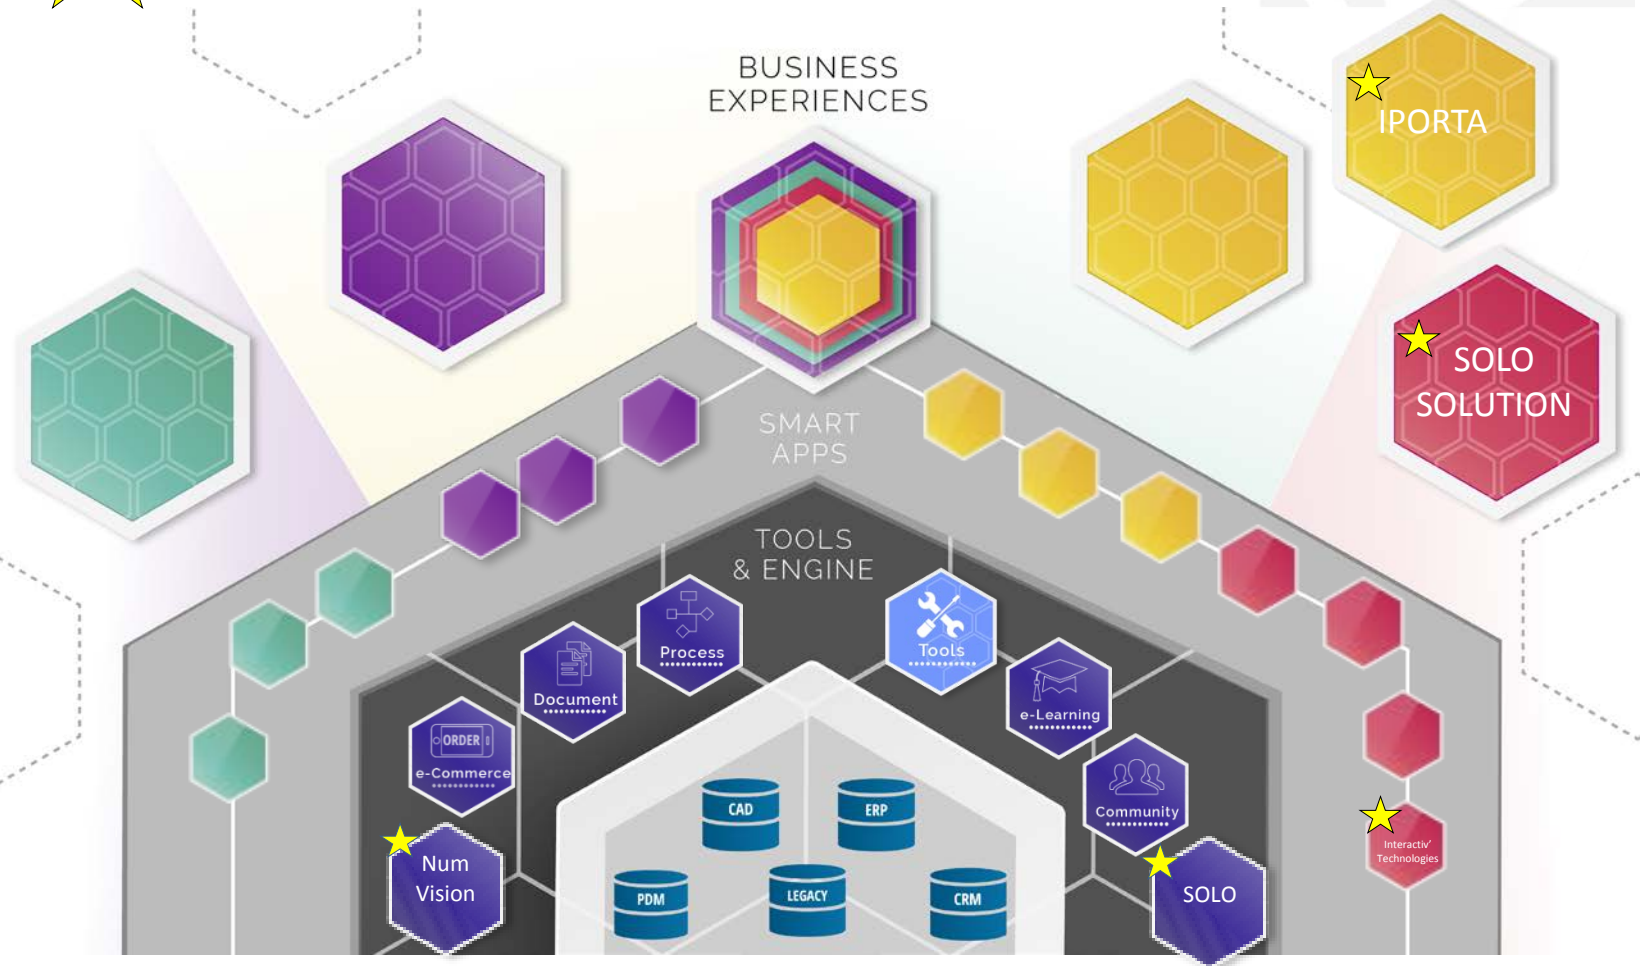 BUSINESS
EXPERIENCES
IPORTA
SOLO
SOLUTION
SMART
APPS
TOOLS
& ENGINE
Process
Tools
Document
e-Learning
ORDER
e-Commerce
Community
CAD
ERP
Interactiv'
Technologies
Num
Vision
PDM
LEGACY
CRM
SOLO